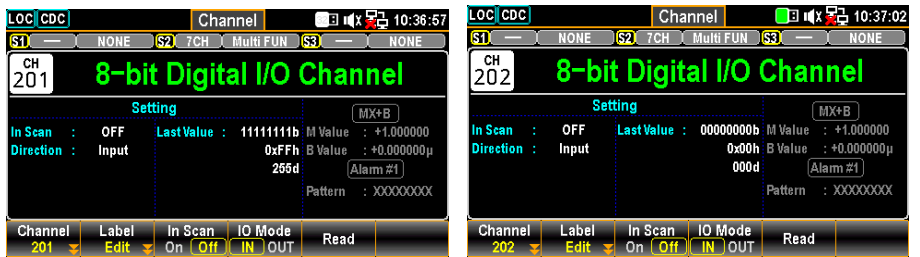 LOC CDC Channel 10:36:57
S1 — NONE S2 7CH Multi FUN S3 — NONE
CH
201
8-bit Digital I/O Channel
Setting
In Scan : OFF Last Value : 11111111b
Direction : Input 0xFFh
255d
MX+B
M Value : +1.000000
B Value : +0.000000µ
Alarm #1
Pattern : XXXXXXXX
Channel Label In Scan IO Mode Read
201 Edit On Off IN OUT
LOC CDC Channel 10:37:02
S1 — NONE S2 7CH Multi FUN S3 — NONE
CH
202
8-bit Digital I/O Channel
Setting
In Scan : OFF Last Value : 00000000b
Direction : Input 0x00h
000d
MX+B
M Value : +1.000000
B Value : +0.000000µ
Alarm #1
Pattern : XXXXXXXX
Channel Label In Scan IO Mode Read
202 Edit On Off IN OUT